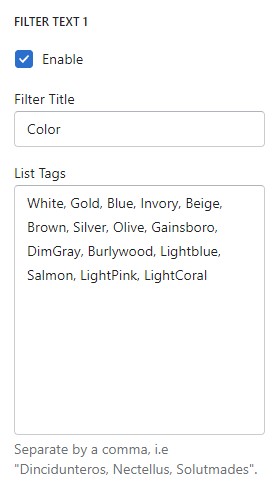 FILTER TEXT 1
Enable
Filter Title
Color
List Tags
White, Gold, Blue, Invory, Beige,
Brown, Silver, Olive, Gainsboro,
DimGray, Burlywood, Lightblue,
Salmon, LightPink, LightCoral
Separate by a comma, i.e
"Dincidunteros, Nectellus, Solutmades".